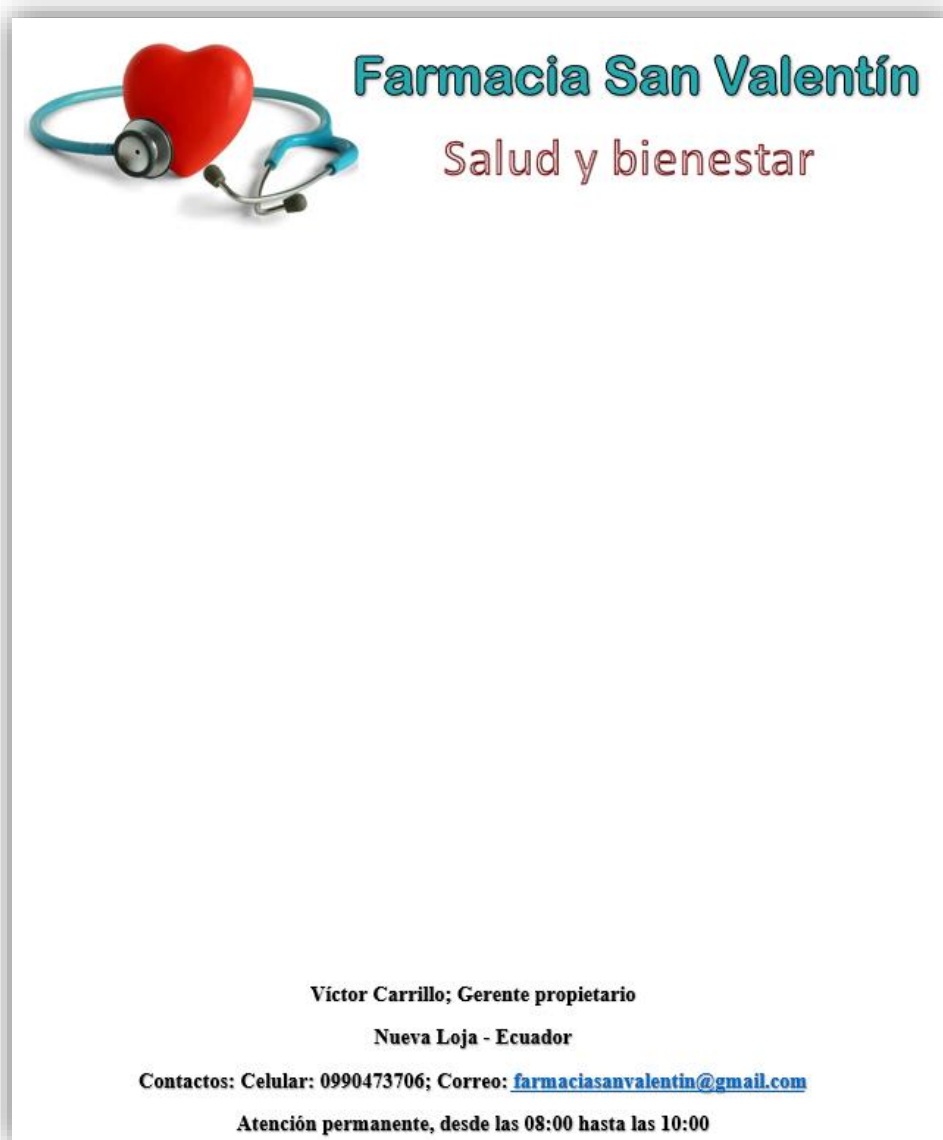 Farmacia San Valentín
Salud y bienestar
Víctor Carrillo; Gerente propietario
Nueva Loja - Ecuador
Contactos: Celular: 0990473706; Correo: farmaciasanvalentin@gmail.com
Atención permanente, desde las 08:00 hasta las 10:00